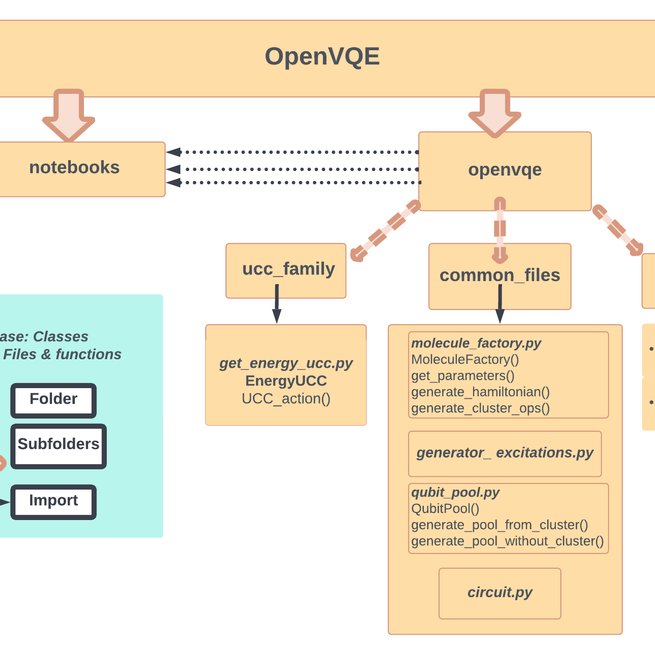 OpenVQE
notebooks
openvqe
ucc_family
common_files
get_energy_ucc.py
EnergyUCC
UCC_action()
molecule_factory.py
MoleculeFactory()
get_parameters()
generate_hamiltonian()
generate_cluster_ops()
generator_ excitations.py
qubit_pool.py
QubitPool()
generate_pool_from_cluster()
generate_pool_without_cluster()
circuit.py
ase: Classes
Files & functions
Folder
Subfolders
Import